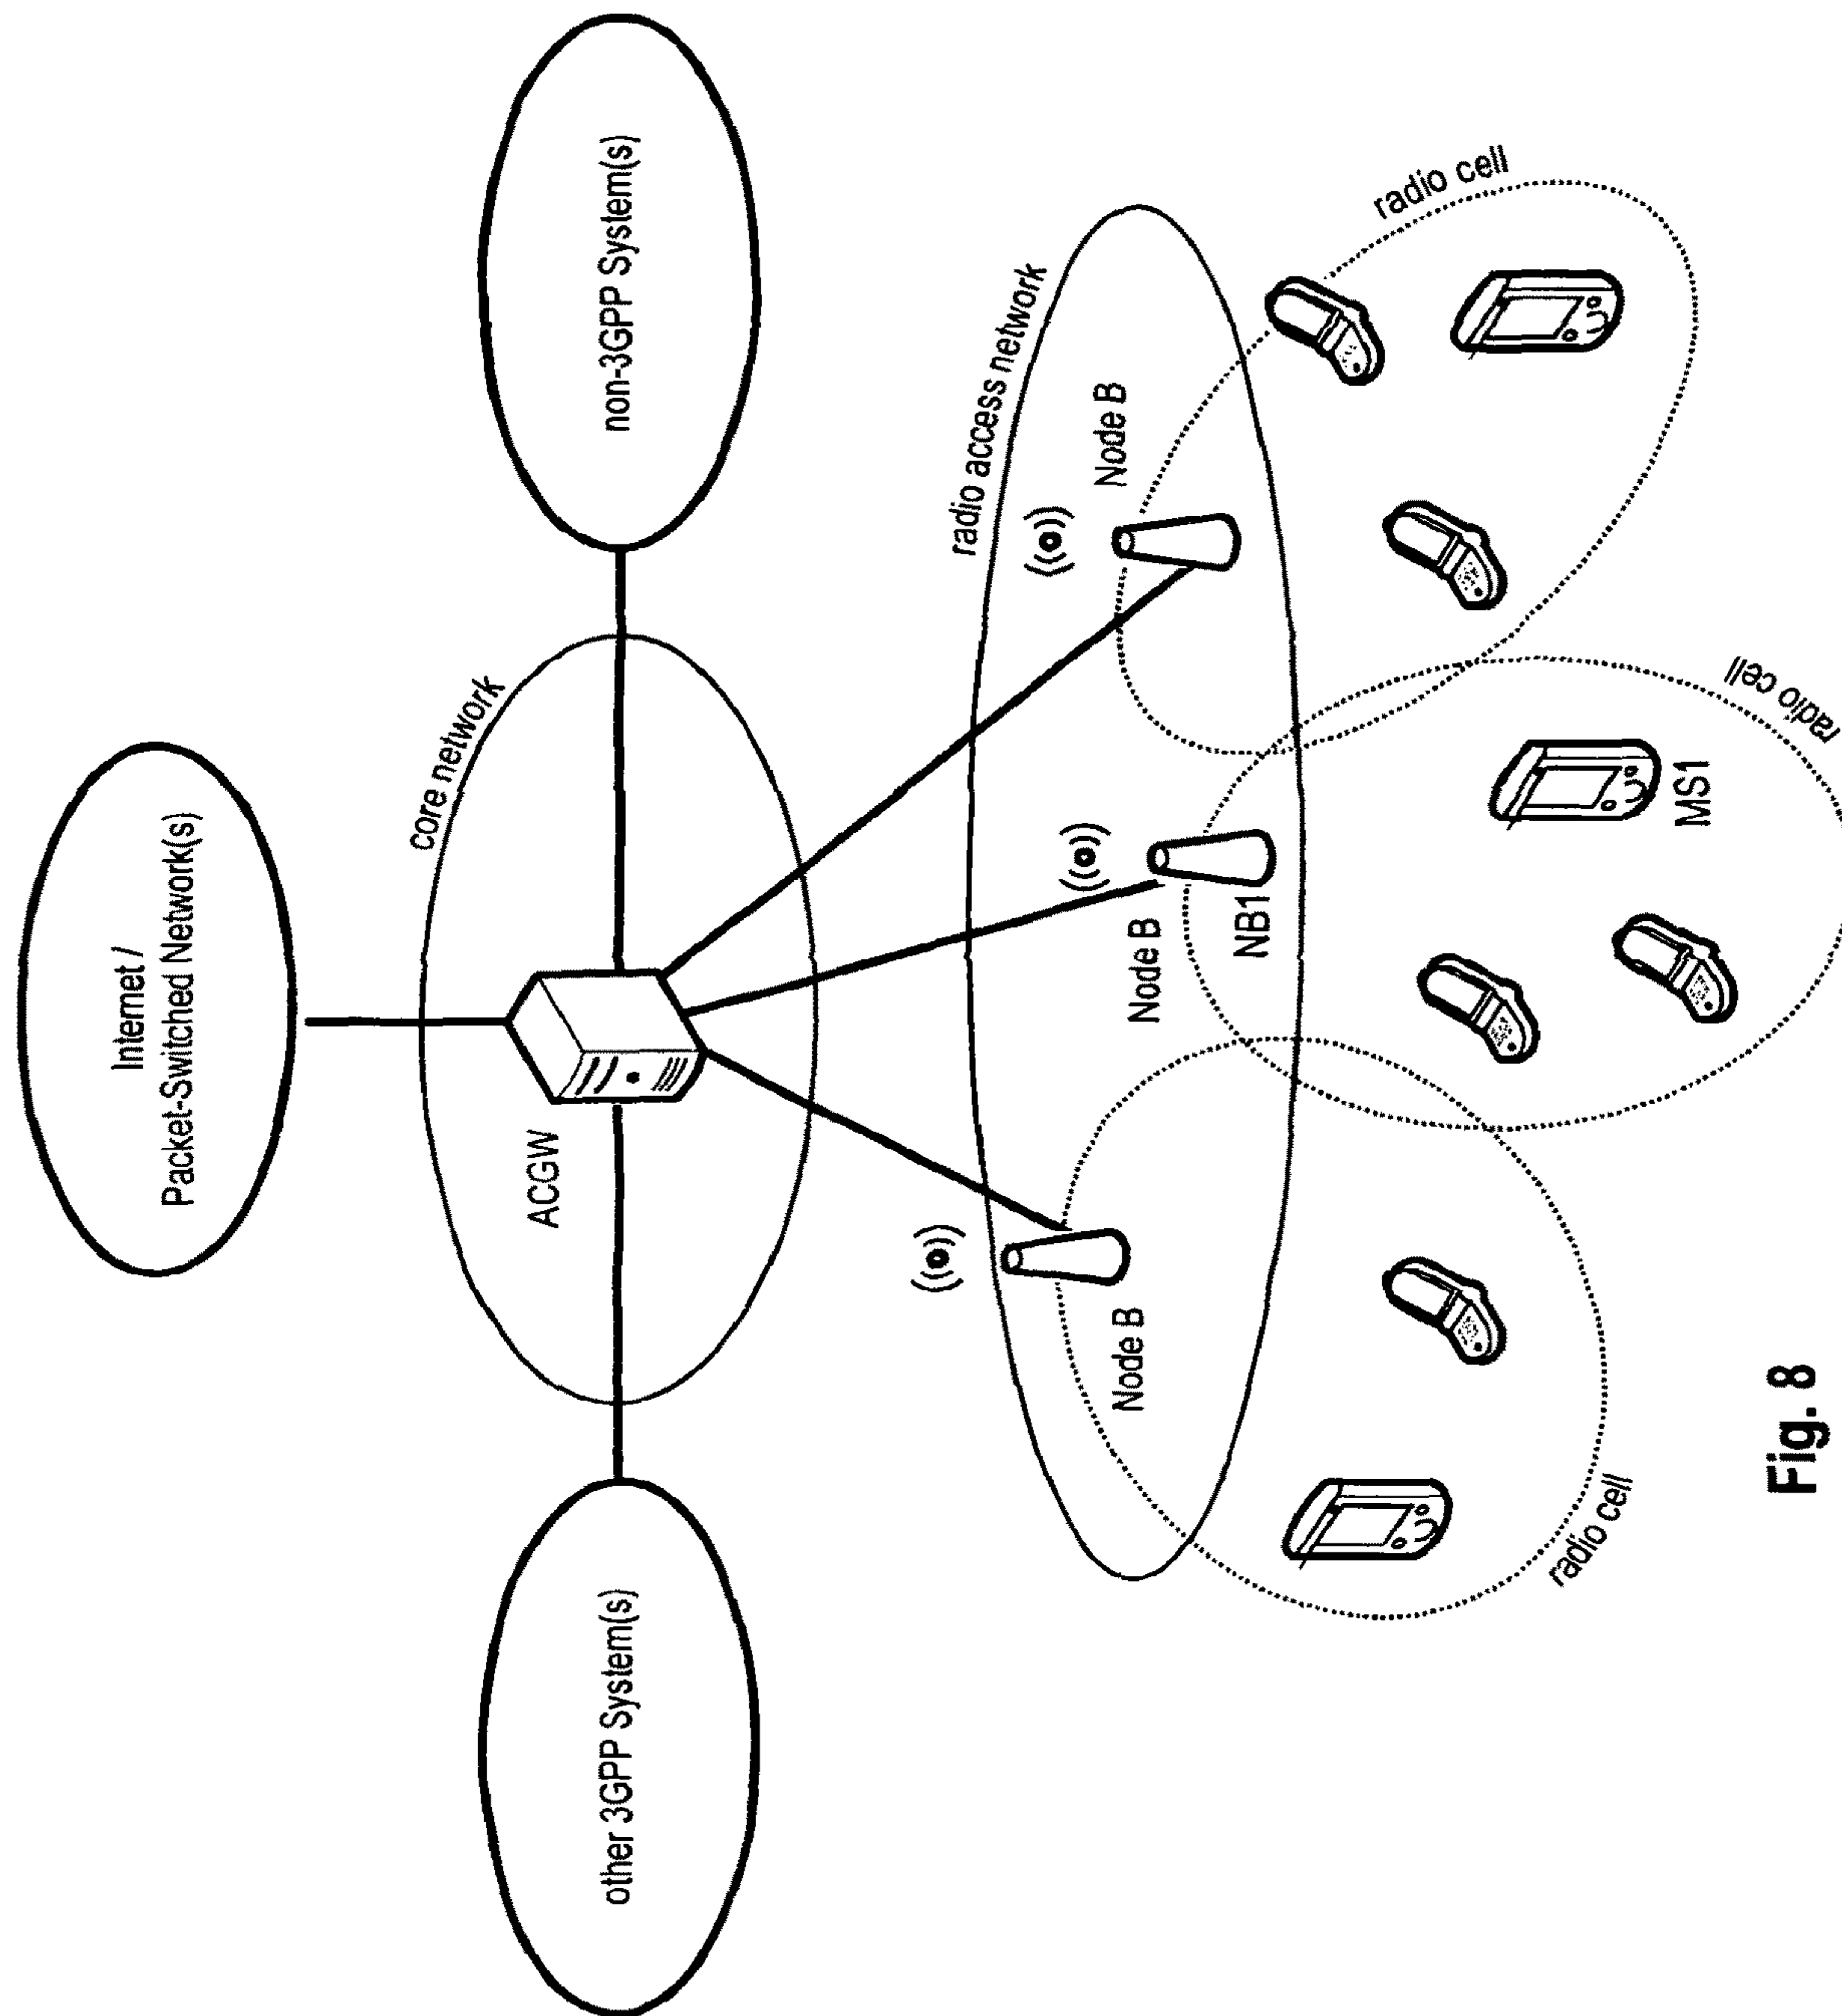 Internet /
Packet-Switched Network(s)
core network
other 3GPP System(s)
ACGW
non-3GPP System(s)
radio access network
Node B
Node B
NB1
Node B
radio cell
MS1
radio cell
radio cell
Fig. 8